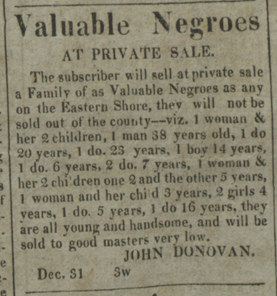 Valuable Negroes
AT PRIVATE SALE.
The subscriber will sell at private sale
a Family of as Valuable Negroes as any
on the Eastern Shore, they will not be
sold out of the county—viz. 1 woman &
her 2 children, 1 man 38 years old, 1 do
20 years, 1 do. 23 years, 1 boy 14 years,
1 do. 6 years, 2 do. 7 years, 1 woman &
her 2 children one 2 and the other 5 years,
1 woman and her chi d 3 years, 2 girls 4
years, 1 do. 5 years, 1 do 16 years, they
are all young and handsome, and will be
sold to good masters very low.
JOHN DONOVAN.
Dec. 31 3w